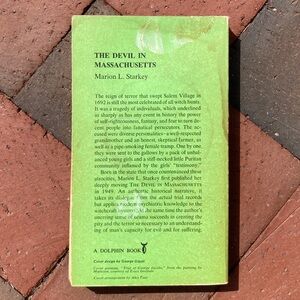 THE DEVIL IN
MASSACHUSETTS
Marion L. Starkey
The reign of terror that swept Salem Village in
1692 is still the most celebrated of all witch hunts.
It was a tragedy of individuals, which underlined
as sharply as has any event in history the power
of self-righteousness, fantasy, and fear to turn de-
cent people into fanatical persecutors. The ac-
cused were diverse personalities—a well-respected
grandmother and an honest, skeptical farmer, as
well as a pipe-smoking female tramp. One by one
they were sent to the gallows by a pack of unbal-
anced young girls and a stiff-necked little Puritan
community inflamed by the girls' "testimony."
Born in the state that once countenanced these
atrocities, Marion L. Starkey first published her
deeply moving THE DEVIL IN MASSACHUSETTS
in 1949. An authentic historical narrative, it
takes its dialogue from the actual trial records
but applies modern psychiatric knowledge to the
witchcraft hysteria. At the same time the author's
unerring sense of drama succeeds in creating the
pity and the terror so necessary to an understand-
ing of man's capacity for evil and for suffering.
A DOLPHIN BOOK
Cover design by George Giusti